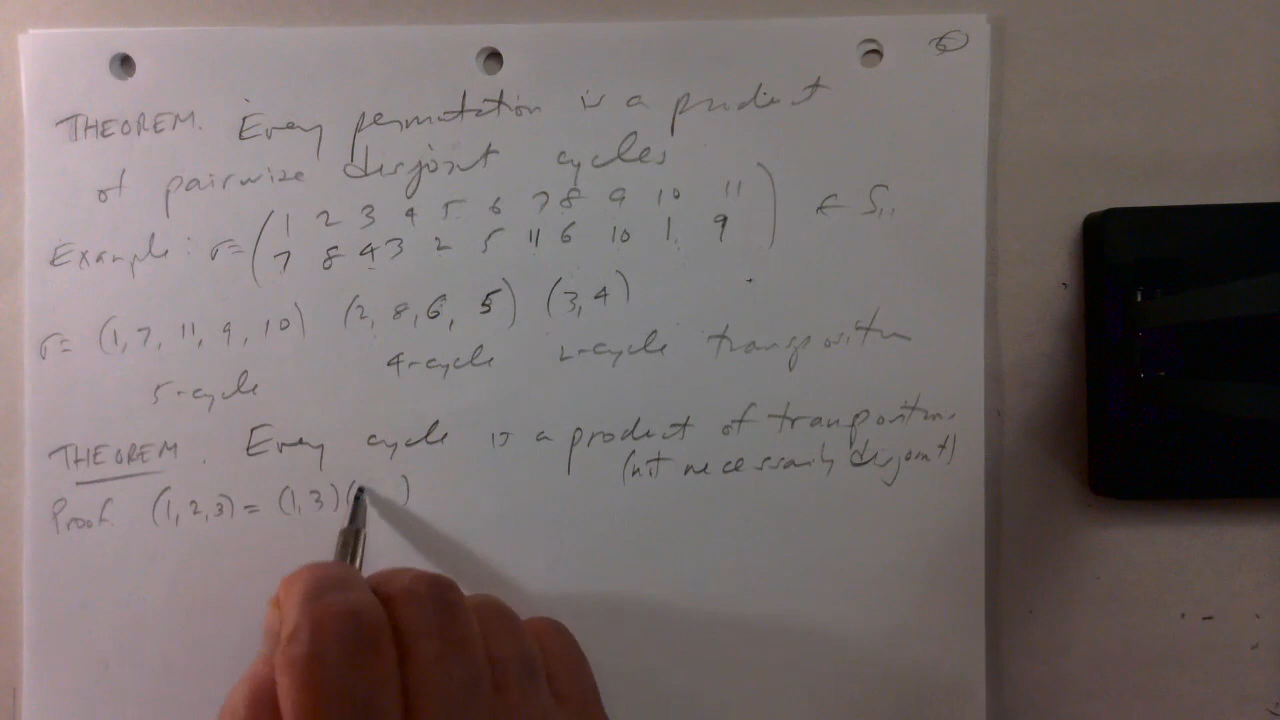 6
THEOREM. Every permutation is a product
of pairwise disjoint cycles
Example: σ = ( 1 2 3 4 5 6 7 8 9 10 11 ) ∈ S₁₁
7 8 4 3 2 5 11 6 10 1 9
σ = (1, 7, 11, 9, 10) (2, 8, 6, 5) (3, 4)
5-cycle 4-cycle 2-cycle transposition
THEOREM. Every cycle is a product of transpositions
(not necessarily disjoint)
Proof. (1, 2, 3) = (1, 3) ( )